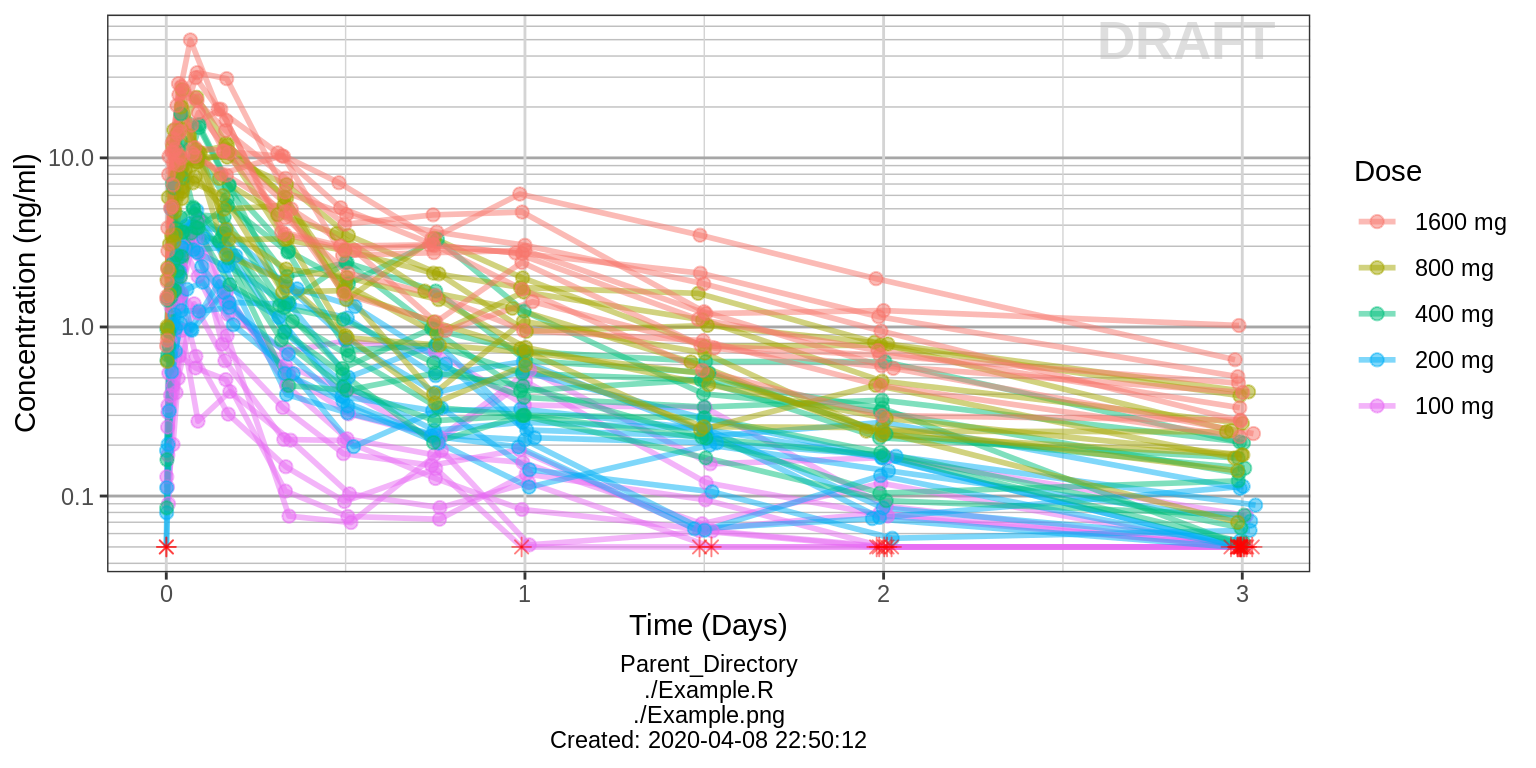 DRAFT
Concentration (ng/ml)
10.0
1.0
0.1
0
1
2
3
Time (Days)
Parent_Directory
./Example.R
./Example.png
Created: 2020-04-08 22:50:12
Dose
1600 mg
800 mg
400 mg
200 mg
100 mg